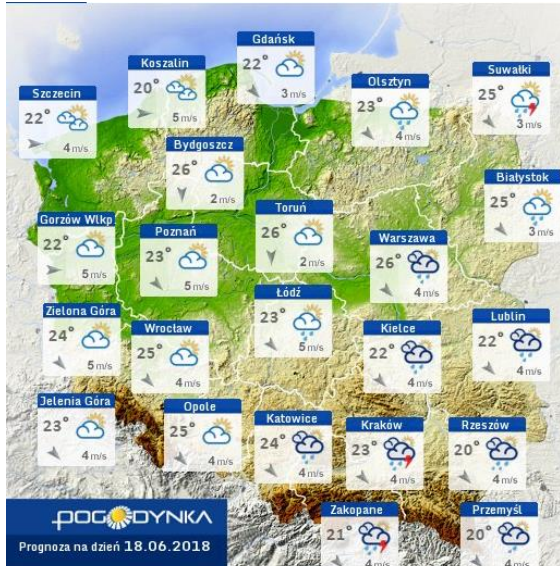 Gdańsk
22°
3 m/s
Koszalin
20°
5 m/s
Suwałki
25°
3 m/s
Olsztyn
23°
4 m/s
Szczecin
22°
4 m/s
Bydgoszcz
26°
2 m/s
Białystok
25°
3 m/s
Toruń
26°
2 m/s
Gorzów Wlkp
22°
5 m/s
Poznań
23°
5 m/s
Warszawa
26°
4 m/s
Łódź
23°
5 m/s
Zielona Góra
24°
5 m/s
Wrocław
25°
4 m/s
Kielce
22°
4 m/s
Lublin
22°
4 m/s
Jelenia Góra
23°
4 m/s
Opole
25°
4 m/s
Katowice
24°
4 m/s
Kraków
23°
4 m/s
Rzeszów
20°
4 m/s
Zakopane
21°
4 m/s
Przemyśl
20°
4 m/s
POGODYNKA
Prognoza na dzień 18.06.2018